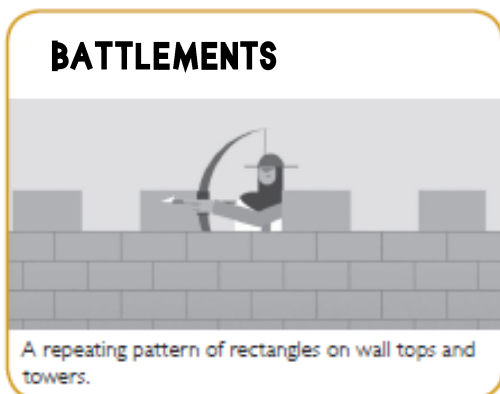 BATTLEMENTS
A repeating pattern of rectangles on wall tops and
towers.